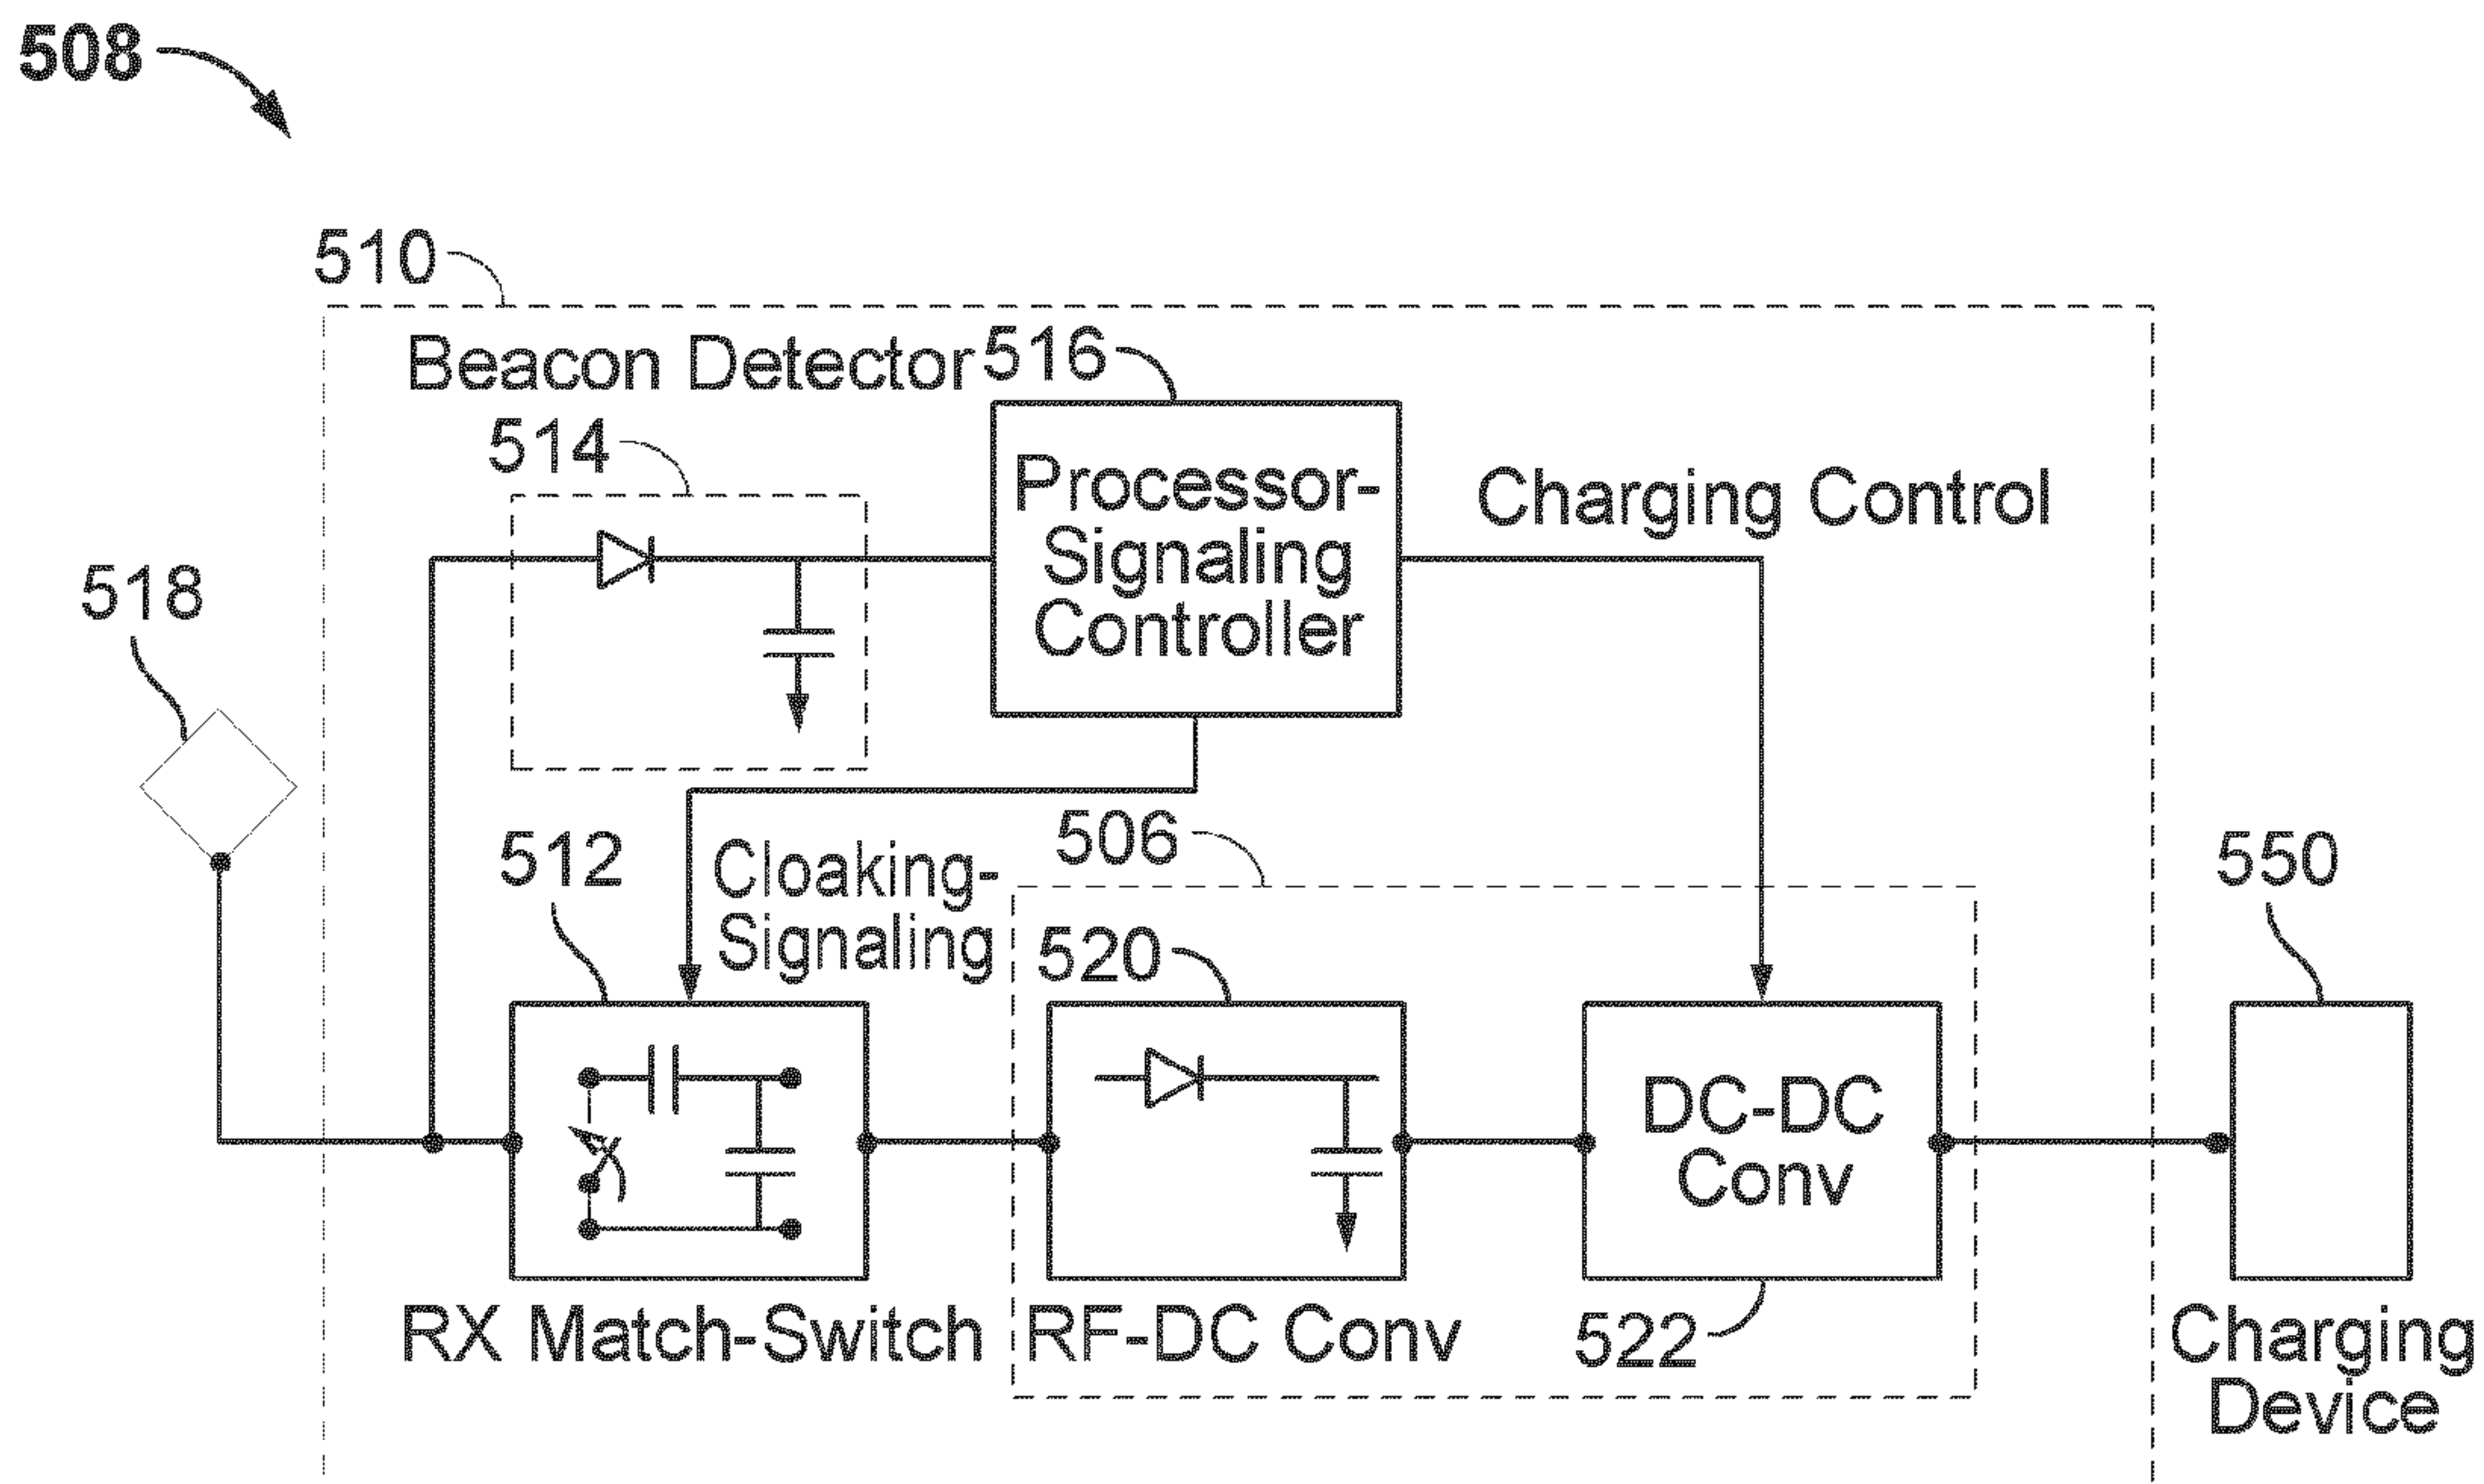 508
510
Beacon Detector
516
514
Processor-
Signaling
Controller
Charging Control
518
512
Cloaking-
Signaling
506
520
550
DC-DC
Conv
RX Match-Switch
RF-DC Conv
522
Charging
Device